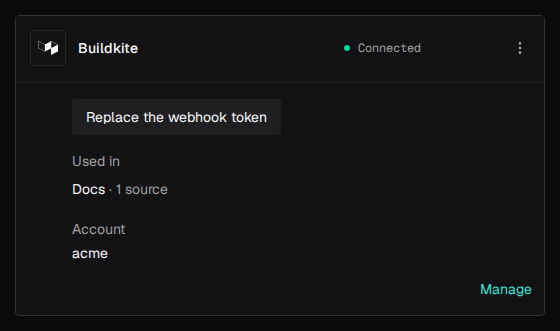 Buildkite
Connected
Replace the webhook token
Used in
Docs · 1 source
Account
acme
Manage